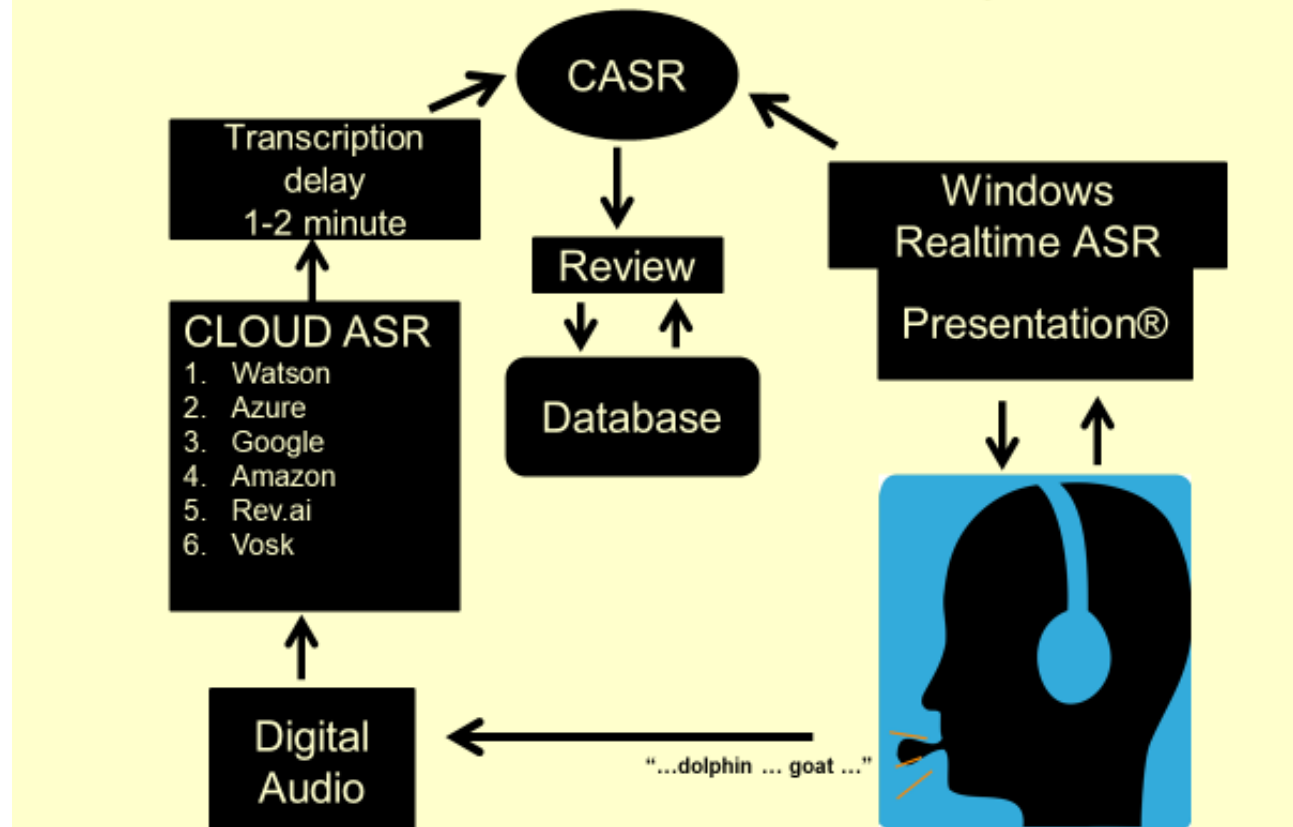 CASR
Transcription
delay
1-2 minute
Windows
Realtime ASR
Presentation®
Review
Database
CLOUD ASR
1. Watson
2. Azure
3. Google
4. Amazon
5. Rev.ai
6. Vosk
Digital
Audio
“...dolphin ... goat ...”